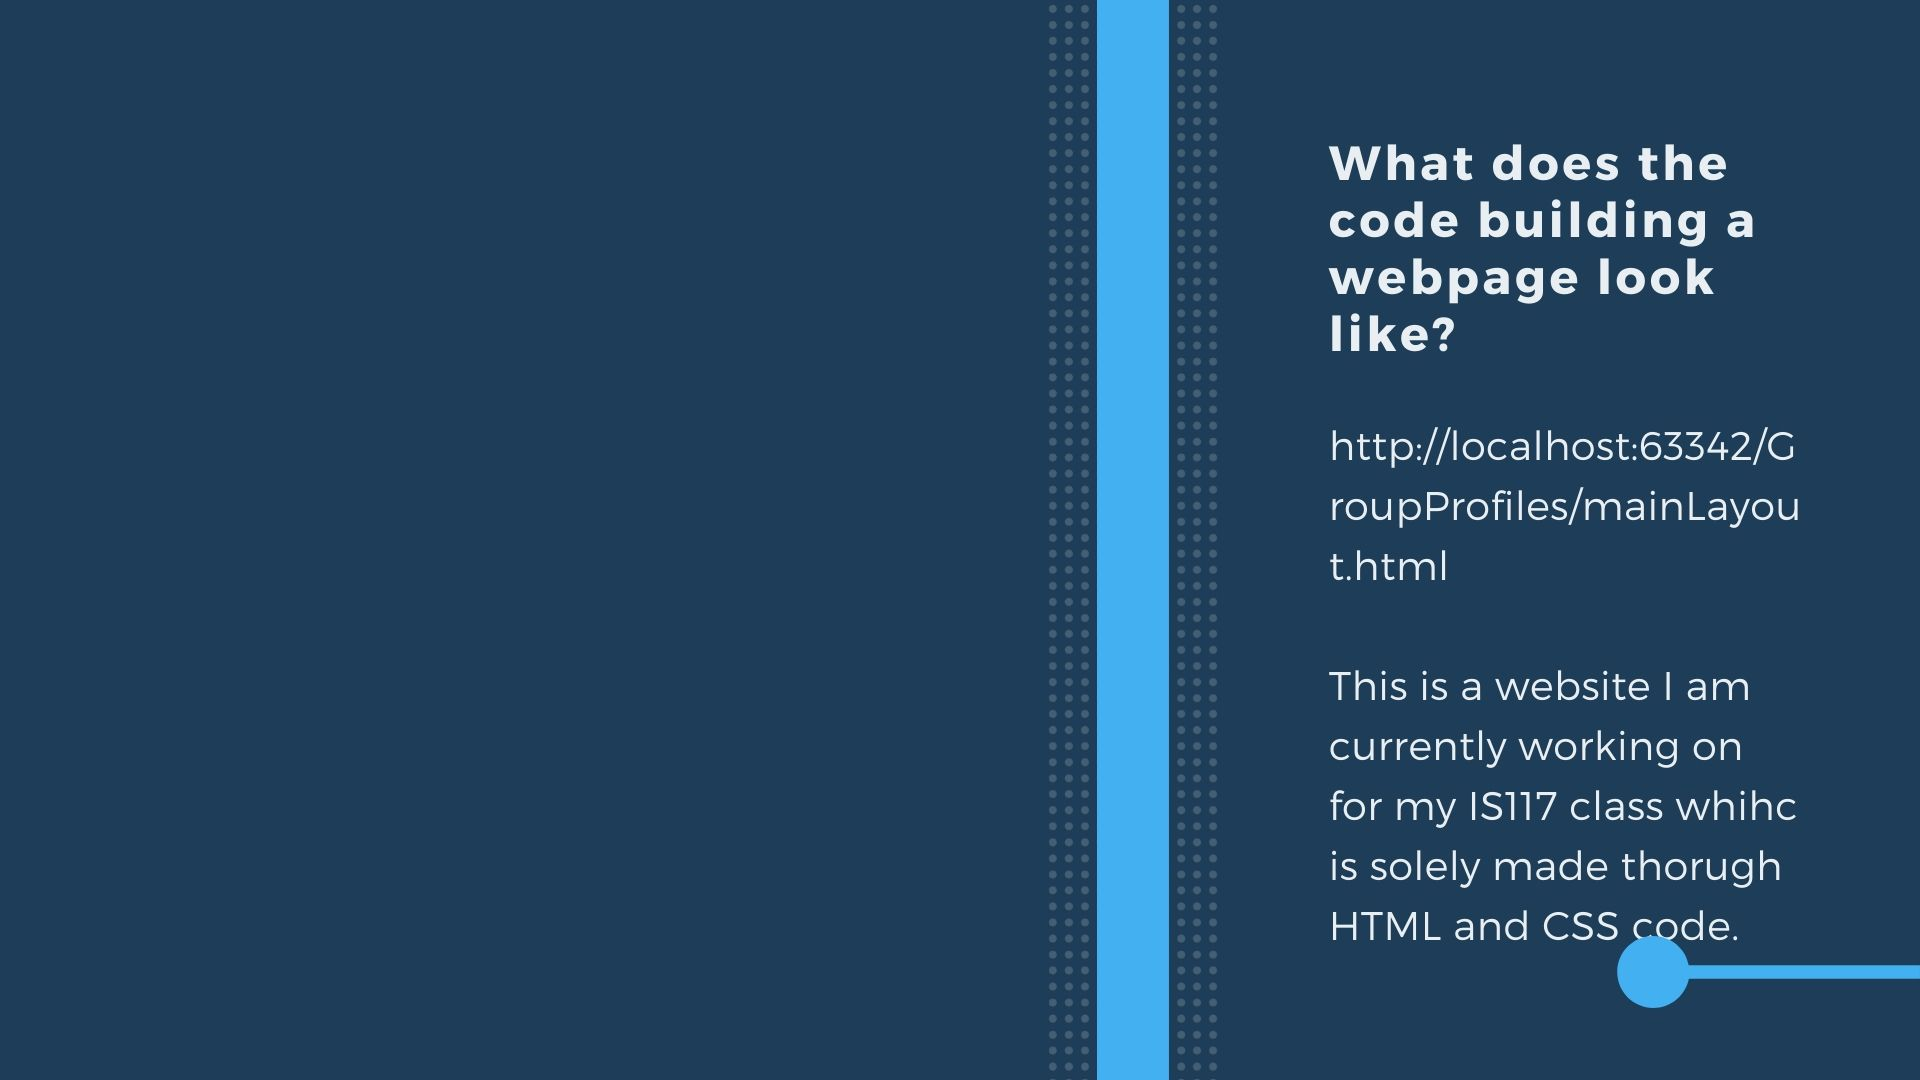 What does the
code building a
webpage look
like?
http://localhost:63342/G
roupProfiles/mainLayou
t.html
This is a website I am
currently working on
for my IS117 class whihc
is solely made thorugh
HTML and CSS code.